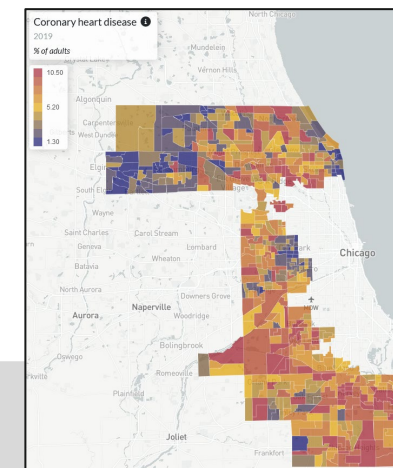 Coronary heart disease i
2019
% of adults
10.50
5.20
1.30
North Chicago
Mundelein
Vernon Hills
Algonquin
Carpentersville
West Dundee
Elgin
South Elgin
Wayne
Saint Charles
Carol Stream
Geneva
Lombard
Wheaton
Batavia
Chicago
North Aurora
Downers Grove
MDW
Aurora
Naperville
Woodridge
Bolingbrook
Oswego
Romeoville
Plainfield
Joliet
Frankfort